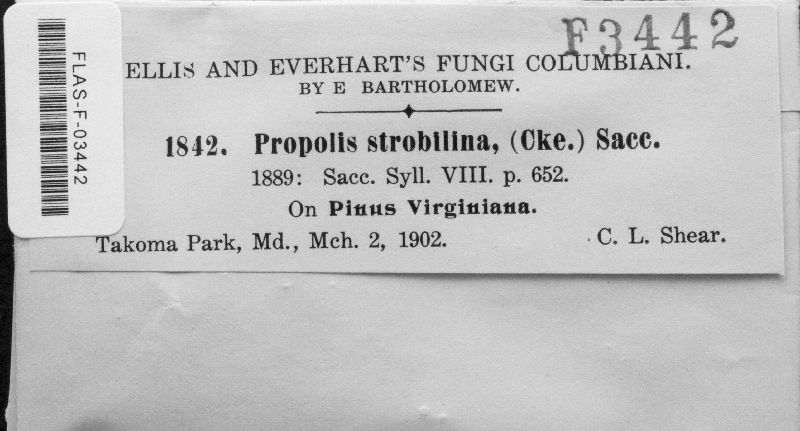 F3442
FLAS-F-03442
ELLIS AND EVERHART'S FUNGI COLUMBIANI.
BY E BARTHOLOMEW.
1842. Propolis strobilina, (Cke.) Sacc.
1889: Sacc. Syll. VIII. p. 652.
On Pinus Virginiana.
Takoma Park, Md., Mch. 2, 1902. C. L. Shear.